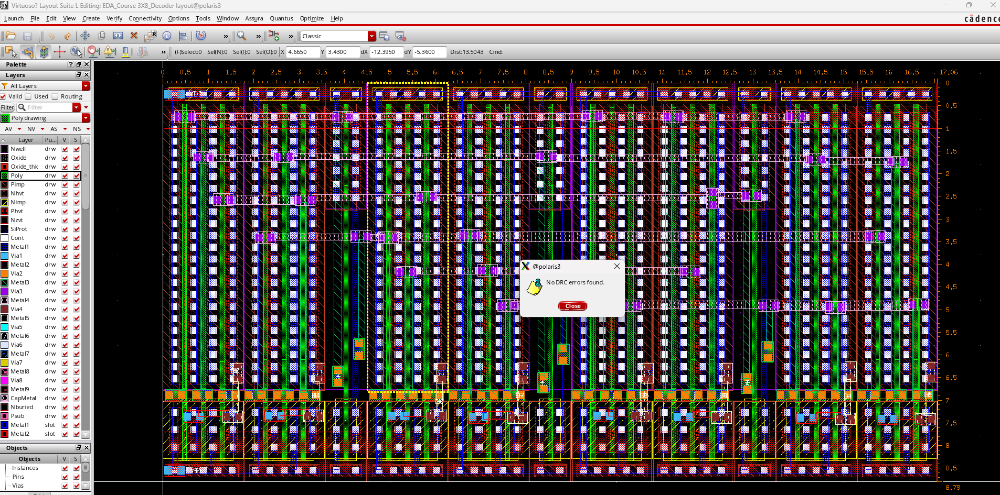 Virtuoso? Layout Suite L Editing: EDA_Course 3X8_Decoder layout@polaris3
Launch File Edit View Create Verify Connectivity Options Tools Window Assura Quantus Optimize Help
cādence
» » » Classic
» (F)Select:0 Sel(N):0 Sel(I):0 Sel(O):0 X 4.6650 Y 3.4300 dX -12.3950 dY -5.3600 Dist:13.5043 Cmd:
Palette ?
Layers
All Layers
Valid Used Routing
Filter Filter
Poly drawing
AV NV AS NS
Layer Pu... V S
Nwell drw
Oxide drw
Oxide_thk drw
Poly drw
Pimp drw
Nhvt drw
Nimp drw
Phvt drw
Nzvt drw
SiProt drw
Cont drw
Metal1 drw
Via1 drw
Metal2 drw
Via2 drw
Metal3 drw
Via3 drw
Metal4 drw
Via4 drw
Metal5 drw
Via5 drw
Metal6 drw
Via6 drw
Metal7 drw
Via7 drw
Metal8 drw
Via8 drw
Metal9 drw
CapMetal drw
Nburied drw
Psub drw
Metal1 slot
Metal2 slot
Objects
Objects V S
Instances
Pins
Vias
0 0.5 1 1.5 2 2.5 3 3.5 4 4.5 5 5.5 6 6.5 7 7.5 8 8.5 9 9.5 10 10.5 11 11.5 12 12.5 13 13.5 14 14.5 15 15.5 16 16.5 17.06
0
0.5
1
1.5
2
2.5
3
3.5
4
4.5
5
5.5
6
6.5
7
7.5
8
8.5
8.79
@polaris3
No DRC errors found.
Close